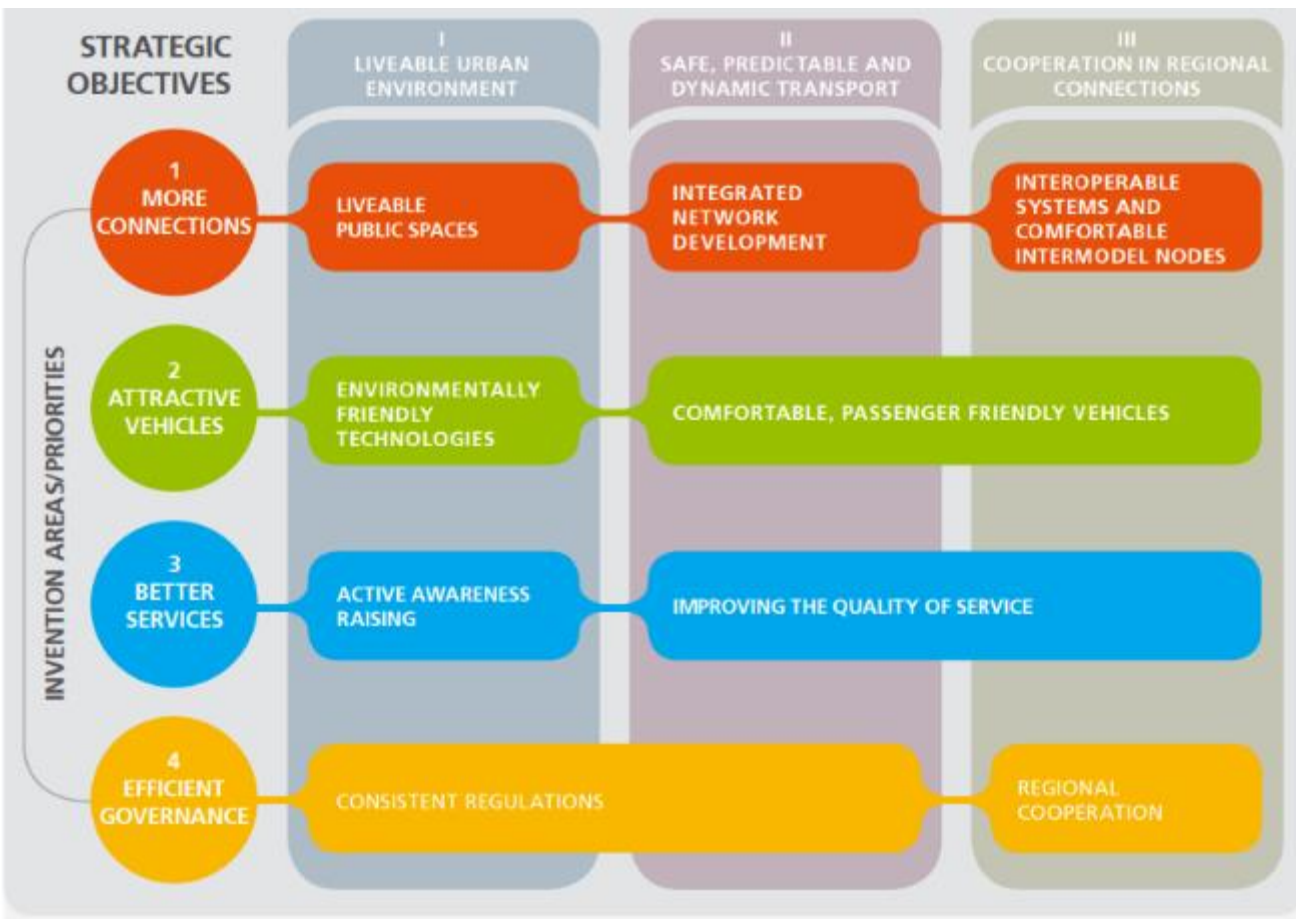 STRATEGIC
OBJECTIVES
I
LIVEABLE URBAN
ENVIRONMENT
II
SAFE, PREDICTABLE AND
DYNAMIC TRANSPORT
III
COOPERATION IN REGIONAL
CONNECTIONS
INVENTION AREAS/PRIORITIES
1
MORE
CONNECTIONS
LIVEABLE
PUBLIC SPACES
INTEGRATED
NETWORK
DEVELOPMENT
INTEROPERABLE
SYSTEMS AND
COMFORTABLE
INTERMODEL NODES
2
ATTRACTIVE
VEHICLES
ENVIRONMENTALLY
FRIENDLY
TECHNOLOGIES
COMFORTABLE, PASSENGER FRIENDLY VEHICLES
3
BETTER
SERVICES
ACTIVE AWARENESS
RAISING
IMPROVING THE QUALITY OF SERVICE
4
EFFICIENT
GOVERNANCE
CONSISTENT REGULATIONS
REGIONAL
COOPERATION